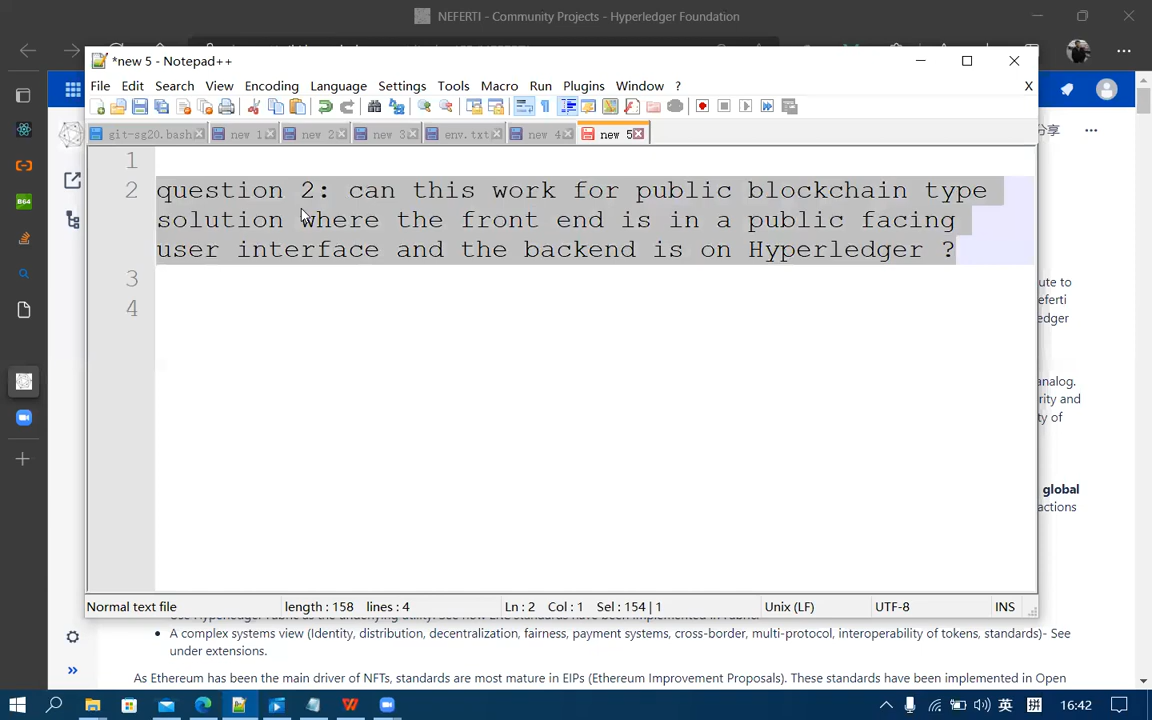 NEFERTI - Community Projects - Hyperledger Foundation
*new 5 - Notepad++
File Edit Search View Encoding Language Settings Tools Macro Run Plugins Window ? X
git-sg20.bash new 1 new 2 new 3 env.txt new 4 new 5
分享
B64
1
2 question 2: can this work for public blockchain type
solution where the front end is in a public facing
user interface and the backend is on Hyperledger ?
3
4
ute to
eferti
edger
analog.
rity and
ty of
global
actions
Normal text file length : 158 lines : 4 Ln : 2 Col : 1 Sel : 154 | 1 Unix (LF) UTF-8 INS
• A complex systems view (Identity, distribution, decentralization, fairness, payment systems, cross-border, multi-protocol, interoperability of tokens, standards)- See
under extensions.
As Ethereum has been the main driver of NFTs, standards are most mature in EIPs (Ethereum Improvement Proposals). These standards have been implemented in Open
英 拼 16:42